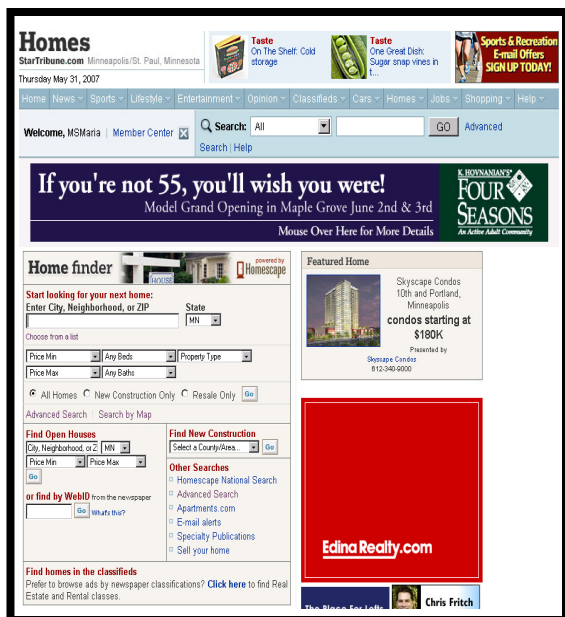 Homes
StarTribune.com Minneapolis/St. Paul, Minnesota
Thursday May 31, 2007
Taste
On The Shelf: Cold
storage
Taste
One Great Dish:
Sugar snap vines in
t...
Sports & Recreation
E-mail Offers
SIGN UP TODAY!
Home News Sports Lifestyle Entertainment Opinion Classifieds Cars Homes Jobs Shopping Help
Welcome, MSMaria | Member Center
Search: All GO Advanced
Search | Help
If you're not 55, you'll wish you were!
Model Grand Opening in Maple Grove June 2nd & 3rd
Mouse Over Here for More Details
K. HOVNANIAN'S
FOUR
SEASONS
An Active Adult Community
Home finder
HOUSE
powered by
Homescape
Start looking for your next home:
Enter City, Neighborhood, or ZIP State
MN
Choose from a list
Price Min Any Beds Property Type
Price Max Any Baths
All Homes New Construction Only Resale Only Go
Advanced Search | Search by Map
Find Open Houses
City, Neighborhood, or Z MN
Price Min Price Max
Go
or find by WebID from the newspaper
Go What's this?
Find New Construction
Select a County/Area... Go
Other Searches
Homescape National Search
Advanced Search
Apartments.com
E-mail alerts
Specialty Publications
Sell your home
Find homes in the classifieds
Prefer to browse ads by newspaper classifications? Click here to find Real
Estate and Rental classes.
Featured Home
Skyscape Condos
10th and Portland,
Minneapolis
condos starting at
$180K
Presented by
Skyscape Condos
612-340-9000
Edina Realty.com
The Place For Lofts
Chris Fritch